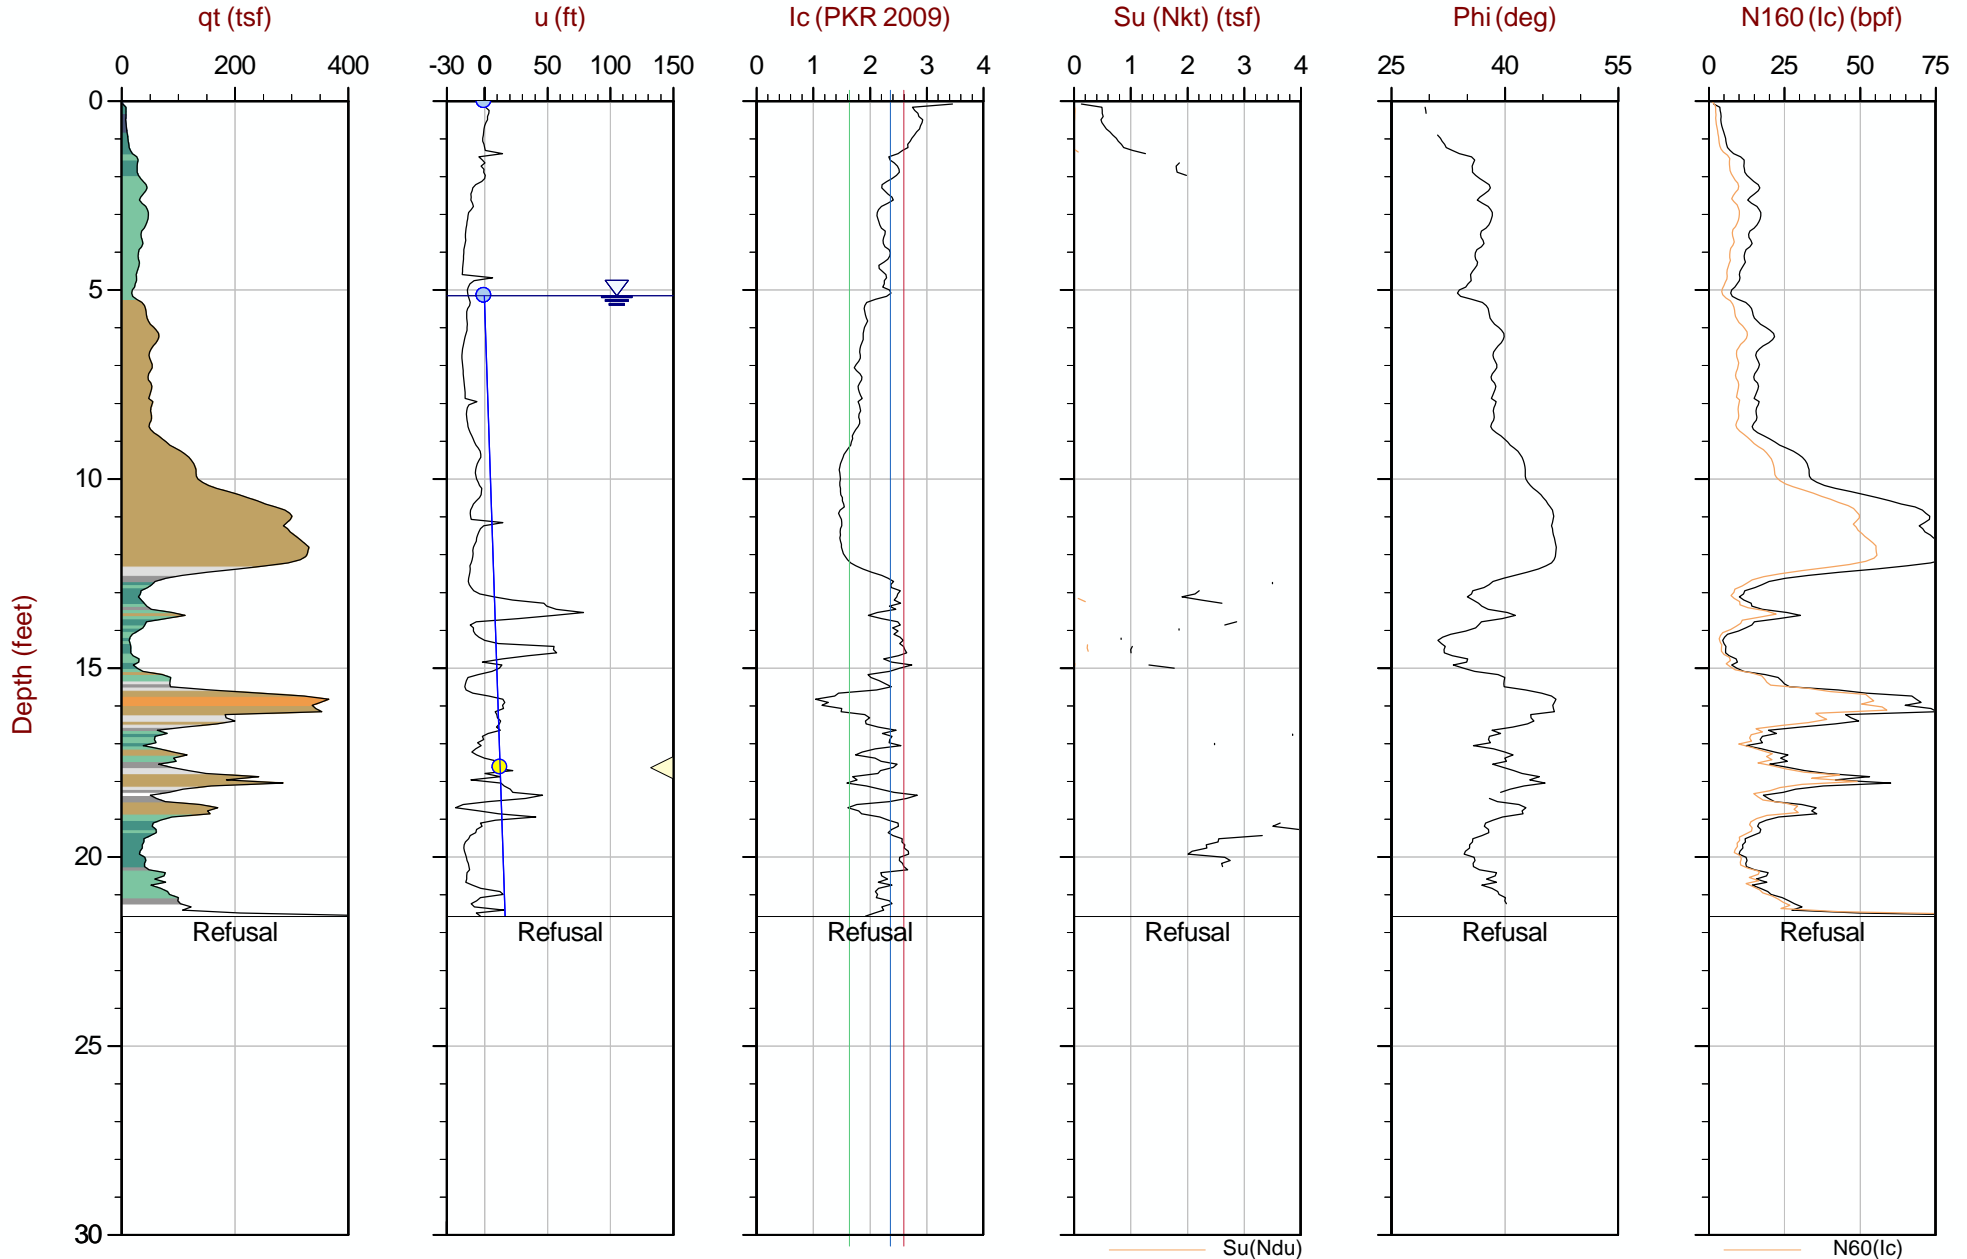 qt (tsf) u (ft) Ic (PKR 2009) Su (Nkt) (tsf) Phi (deg) N160 (Ic) (bpf)
0 200 400 -30 0 50 100 150 0 1 2 3 4 0 1 2 3 4 25 40 55 0 25 50 75
0
5
10
15
20
25
30
Depth (feet)
Refusal Refusal Refusal Refusal Refusal Refusal
Su(Ndu) N60(Ic)